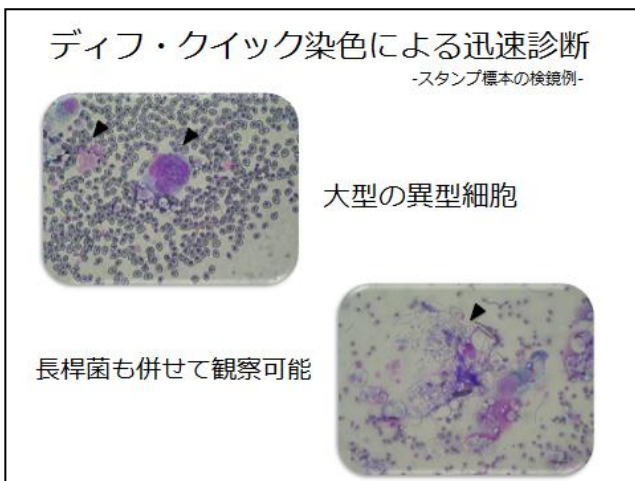 ディフ・クイック染色による迅速診断
-スタンプ標本の検鏡例-
大型の異型細胞
長桿菌も併せて観察可能